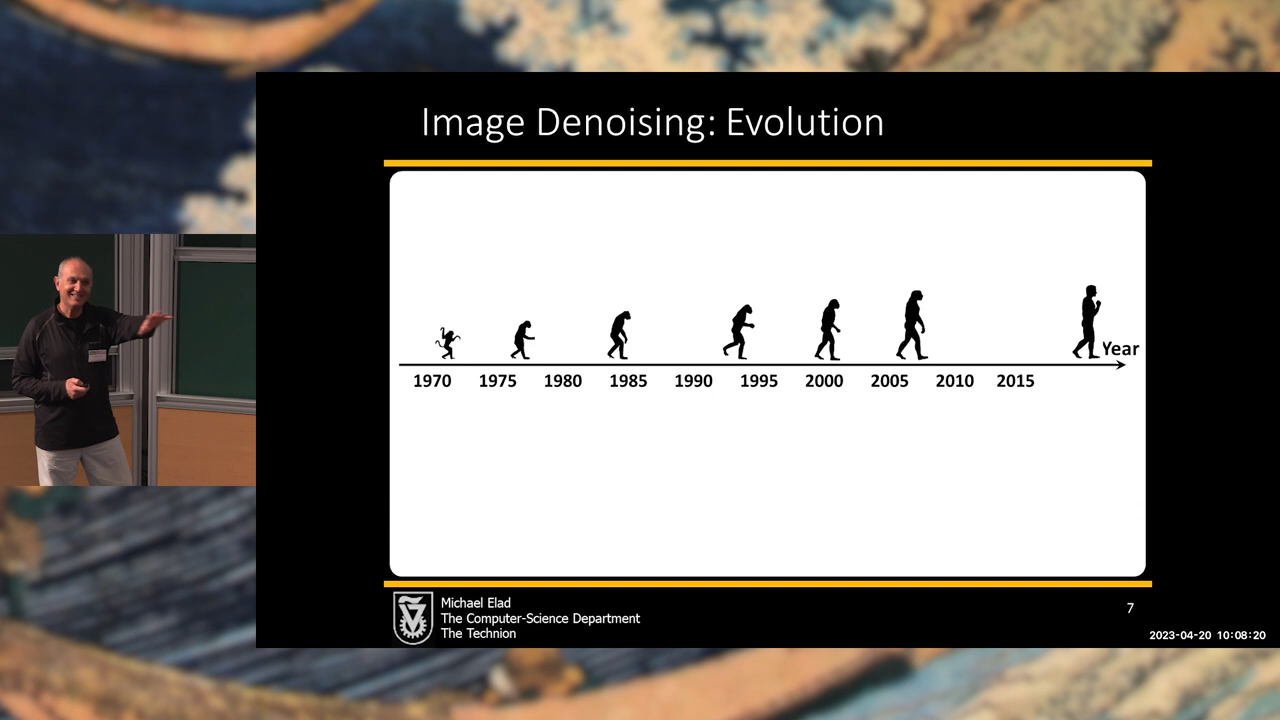 Image Denoising: Evolution
Year
1970 1975 1980 1985 1990 1995 2000 2005 2010 2015
Michael Elad
The Computer-Science Department
The Technion
7
2023-04-20 10:08:20